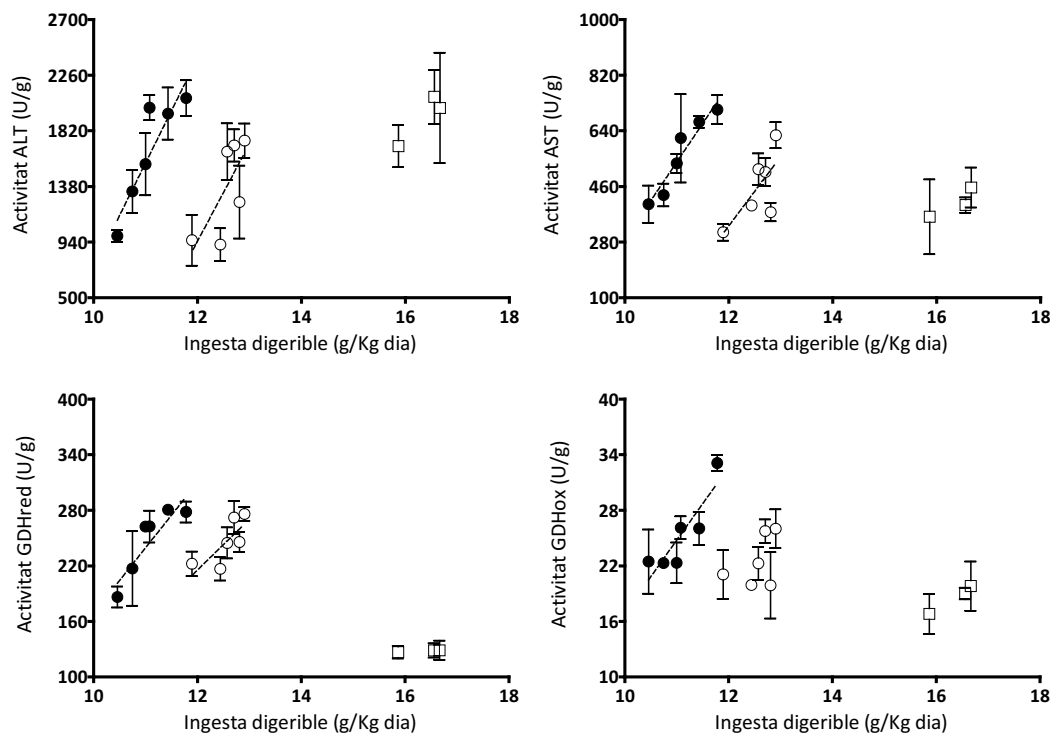 Activitat ALT (U/g)
2700
2260
1820
1380
940
500
10 12 14 16 18
Ingesta digerible (g/Kg dia)
Activitat AST (U/g)
1000
820
640
460
280
100
10 12 14 16 18
Ingesta digerible (g/Kg dia)
Activitat GDHred (U/g)
400
340
280
220
160
100
10 12 14 16 18
Ingesta digerible (g/Kg dia)
Activitat GDHox (U/g)
40
34
28
22
16
10
10 12 14 16 18
Ingesta digerible (g/Kg dia)